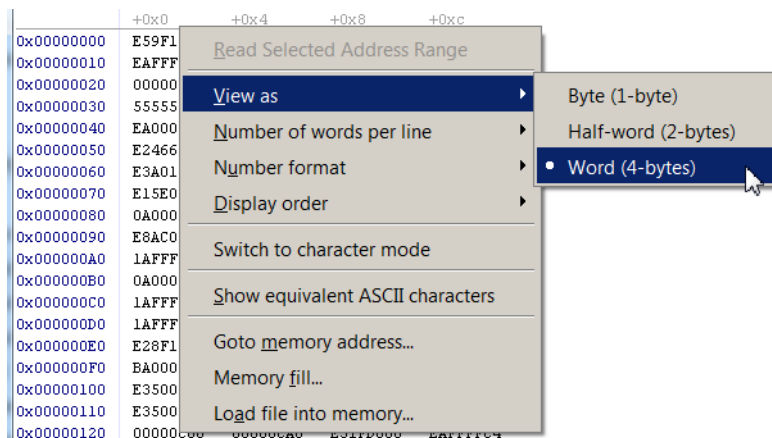 +0x0 +0x4 +0x8 +0xc
0x00000000 E59F1
0x00000010 EAFFF
0x00000020 00000
0x00000030 55555
0x00000040 EA000
0x00000050 E2466
0x00000060 E3A01
0x00000070 E15E0
0x00000080 0A000
0x00000090 E8AC0
0x000000A0 1AFFF
0x000000B0 0A000
0x000000C0 1AFFF
0x000000D0 1AFFF
0x000000E0 E28F1
0x000000F0 BA000
0x00000100 E3500
0x00000110 E3500
0x00000120
Read Selected Address Range
View as
Number of words per line
Number format
Display order
Switch to character mode
Show equivalent ASCII characters
Goto memory address...
Memory fill...
Load file into memory...
Byte (1-byte)
Half-word (2-bytes)
Word (4-bytes)